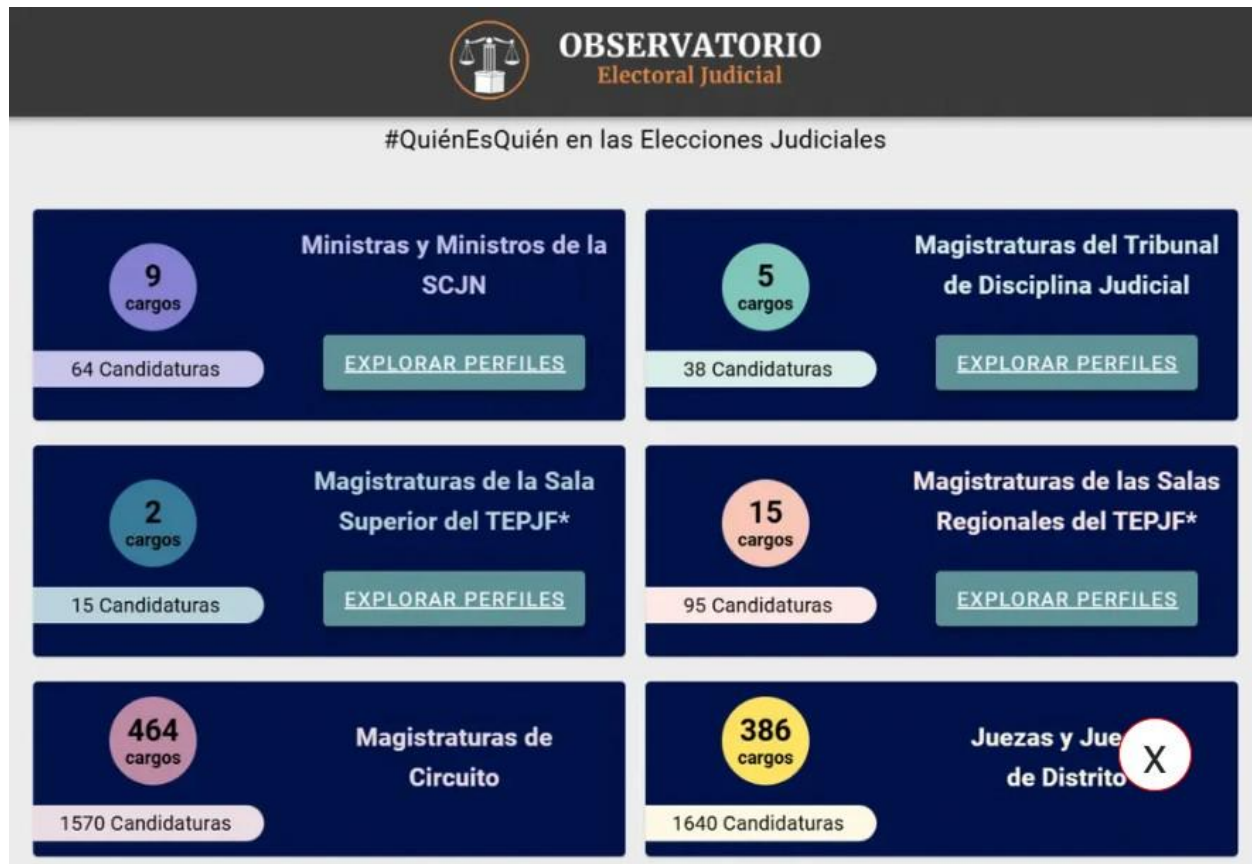 OBSERVATORIO
Electoral Judicial
#QuiénEsQuién en las Elecciones Judiciales
9
cargos
64 Candidaturas
Ministras y Ministros de la
SCJN
EXPLORAR PERFILES
5
cargos
38 Candidaturas
Magistraturas del Tribunal
de Disciplina Judicial
EXPLORAR PERFILES
2
cargos
15 Candidaturas
Magistraturas de la Sala
Superior del TEPJF*
EXPLORAR PERFILES
15
cargos
95 Candidaturas
Magistraturas de las Salas
Regionales del TEPJF*
EXPLORAR PERFILES
464
cargos
1570 Candidaturas
Magistraturas de
Circuito
386
cargos
1640 Candidaturas
Juezas y
de Distrito
X